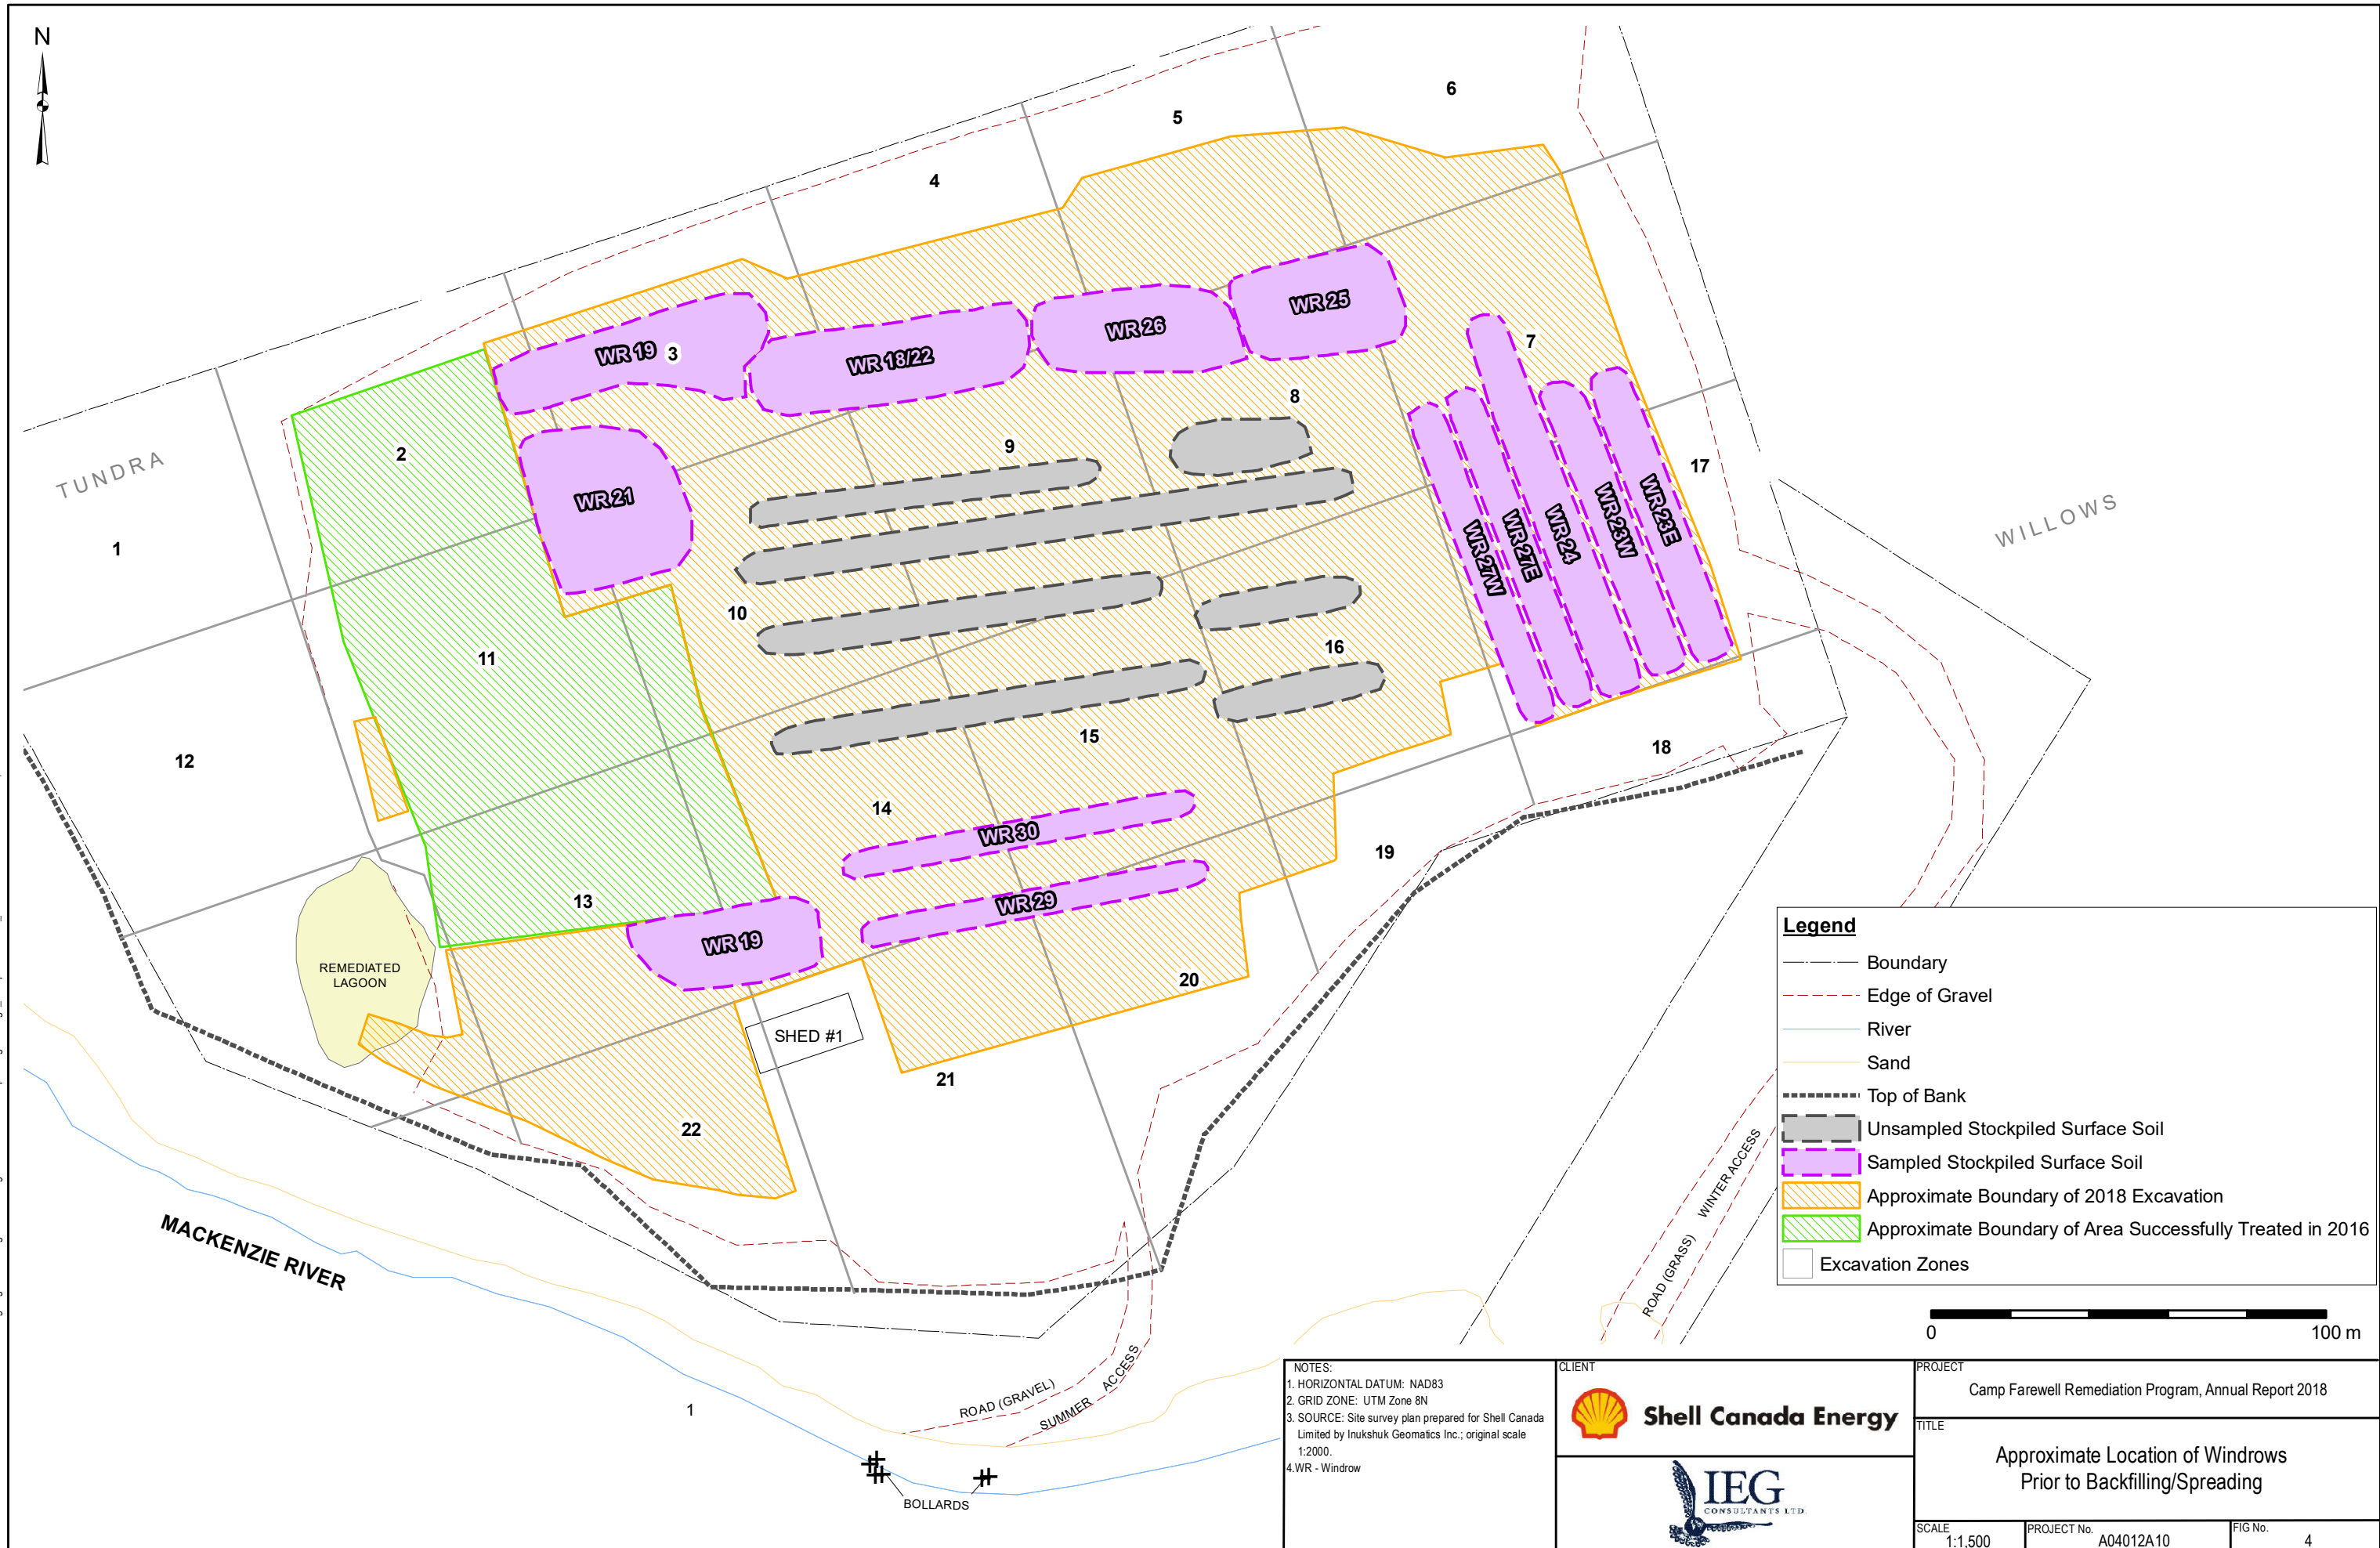 N
6
5
4
WR 25
WR 26
7
WR 19
3
WR 18/22
8
2
9
17
TUNDRA
WR 21
WR 23E
WR 23W
WR 24
WR 27E
WR 27W
WILLOWS
1
10
16
11
12
15
18
14
WR 30
19
13
WR 29
WR 19
REMEDIATED
LAGOON
20
SHED #1
21
22
MACKENZIE RIVER
1
ROAD (GRAVEL)
SUMMER ACCESS
BOLLARDS
ROAD (GRASS) WINTER ACCESS
Legend
Boundary
Edge of Gravel
River
Sand
Top of Bank
Unsampled Stockpiled Surface Soil
Sampled Stockpiled Surface Soil
Approximate Boundary of 2018 Excavation
Approximate Boundary of Area Successfully Treated in 2016
Excavation Zones
0 100 m
NOTES:
1. HORIZONTAL DATUM: NAD83
2. GRID ZONE: UTM Zone 8N
3. SOURCE: Site survey plan prepared for Shell Canada
Limited by Inukshuk Geomatics Inc.; original scale
1:2000.
4.WR - Windrow
CLIENT
Shell Canada Energy
IEG
CONSULTANTS LTD.
PROJECT
Camp Farewell Remediation Program, Annual Report 2018
TITLE
Approximate Location of Windrows
Prior to Backfilling/Spreading
SCALE
1:1,500
PROJECT No.
A04012A10
FIG No.
4